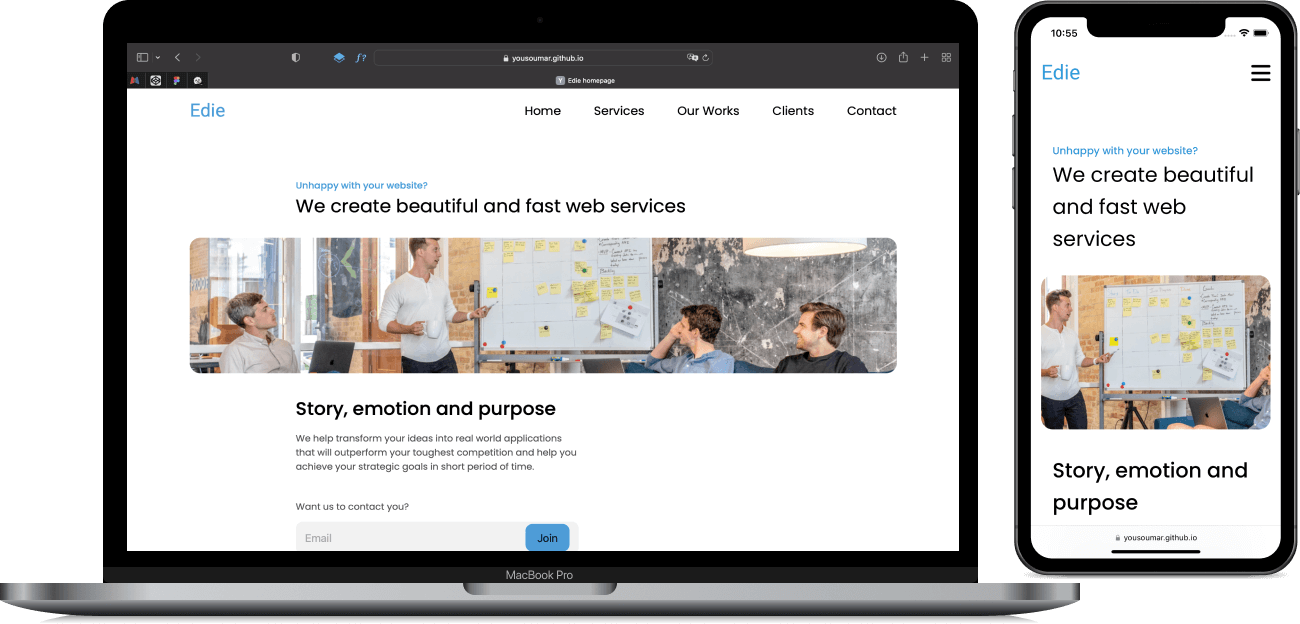 yousoumar.github.io
Y Edie homepage
Edie
Home Services Our Works Clients Contact
Unhappy with your website?
We create beautiful and fast web services
Story, emotion and purpose
We help transform your ideas into real world applications
that will outperform your toughest competition and help you
achieve your strategic goals in short period of time.
Want us to contact you?
Email
Join
MacBook Pro
10:55
Edie
Unhappy with your website?
We create beautiful
and fast web
services
Story, emotion and
purpose
yousoumar.github.io